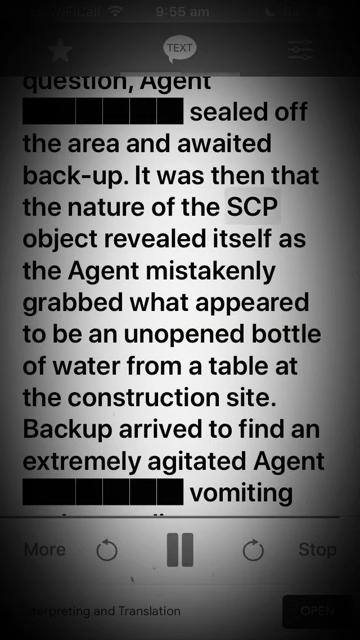 WiFiCall 9:55 am
TEXT
question, Agent
████████ sealed off
the area and awaited
back-up. It was then that
the nature of the SCP
object revealed itself as
the Agent mistakenly
grabbed what appeared
to be an unopened bottle
of water from a table at
the construction site.
Backup arrived to find an
extremely agitated Agent
████████ vomiting
More Stop
Interpreting and Translation OPEN